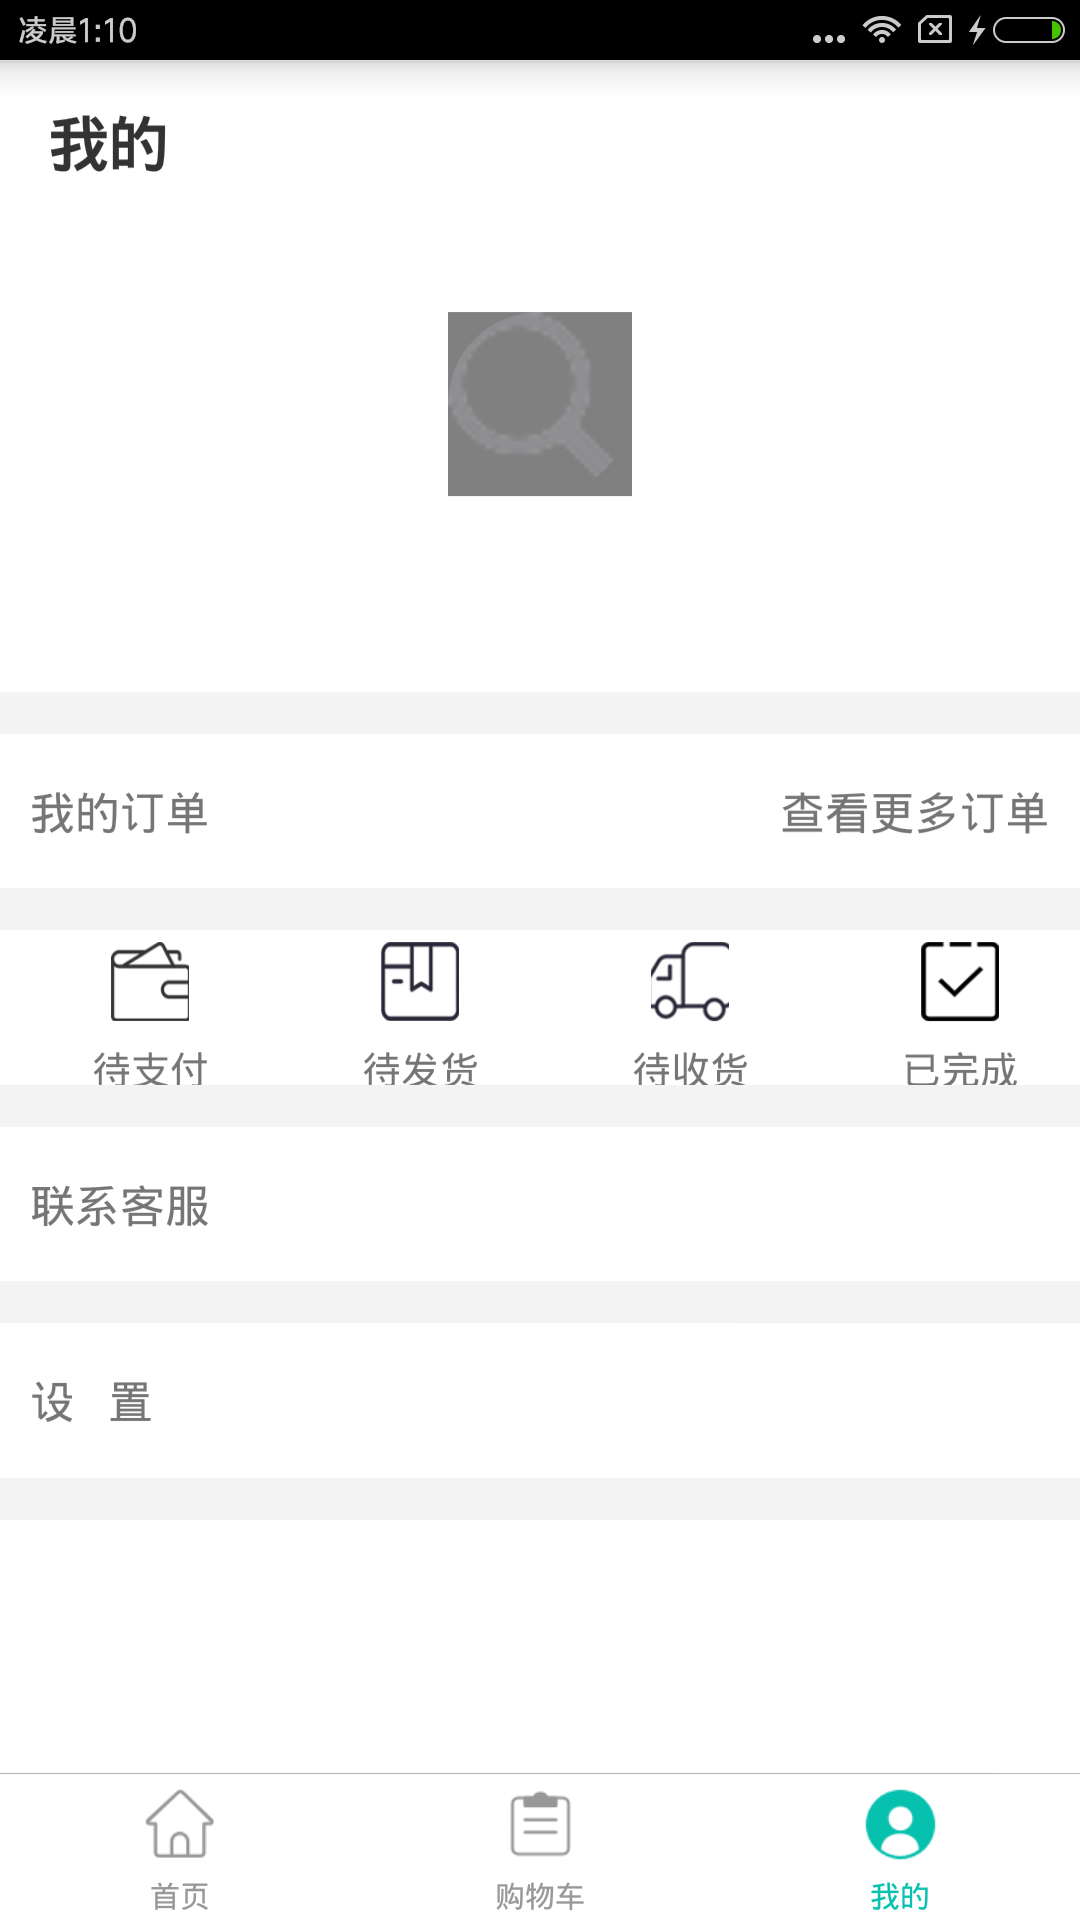 凌晨1:10
我的
我的订单 查看更多订单
待支付 待发货 待收货 已完成
联系客服
设 置
首页 购物车 我的